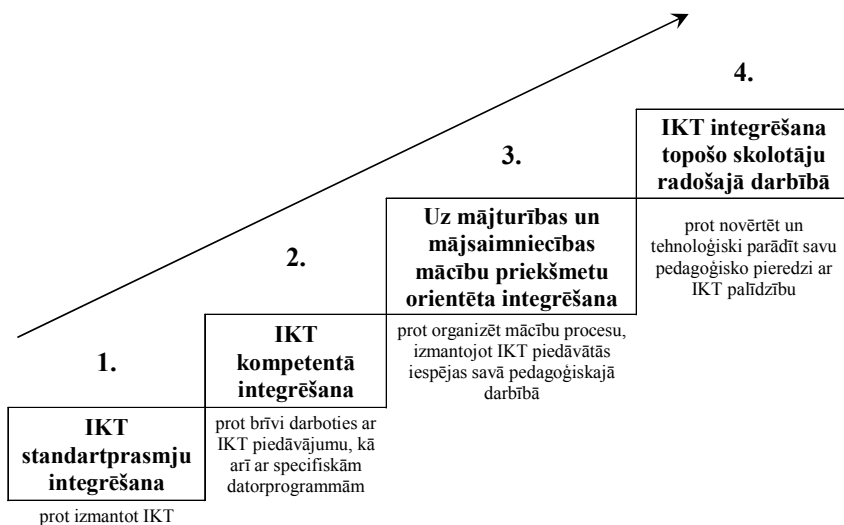 1.
IKT
standartprasmju
integrēšana
prot izmantot IKT
2.
IKT
kompetentā
integrēšana
prot brīvi darboties ar
IKT piedāvājumu, kā
arī ar specifiskām
datorprogrammām
3.
Uz mājturības un
mājsaimniecības
mācību priekšmetu
orientēta integrēšana
prot organizēt mācību procesu,
izmantojot IKT piedāvātās
iespējas savā pedagoģiskajā
darbībā
4.
IKT integrēšana
topošo skolotāju
radošajā darbībā
prot novērtēt un
tehnoloģiski parādīt savu
pedagoģisko pieredzi ar
IKT palīdzību